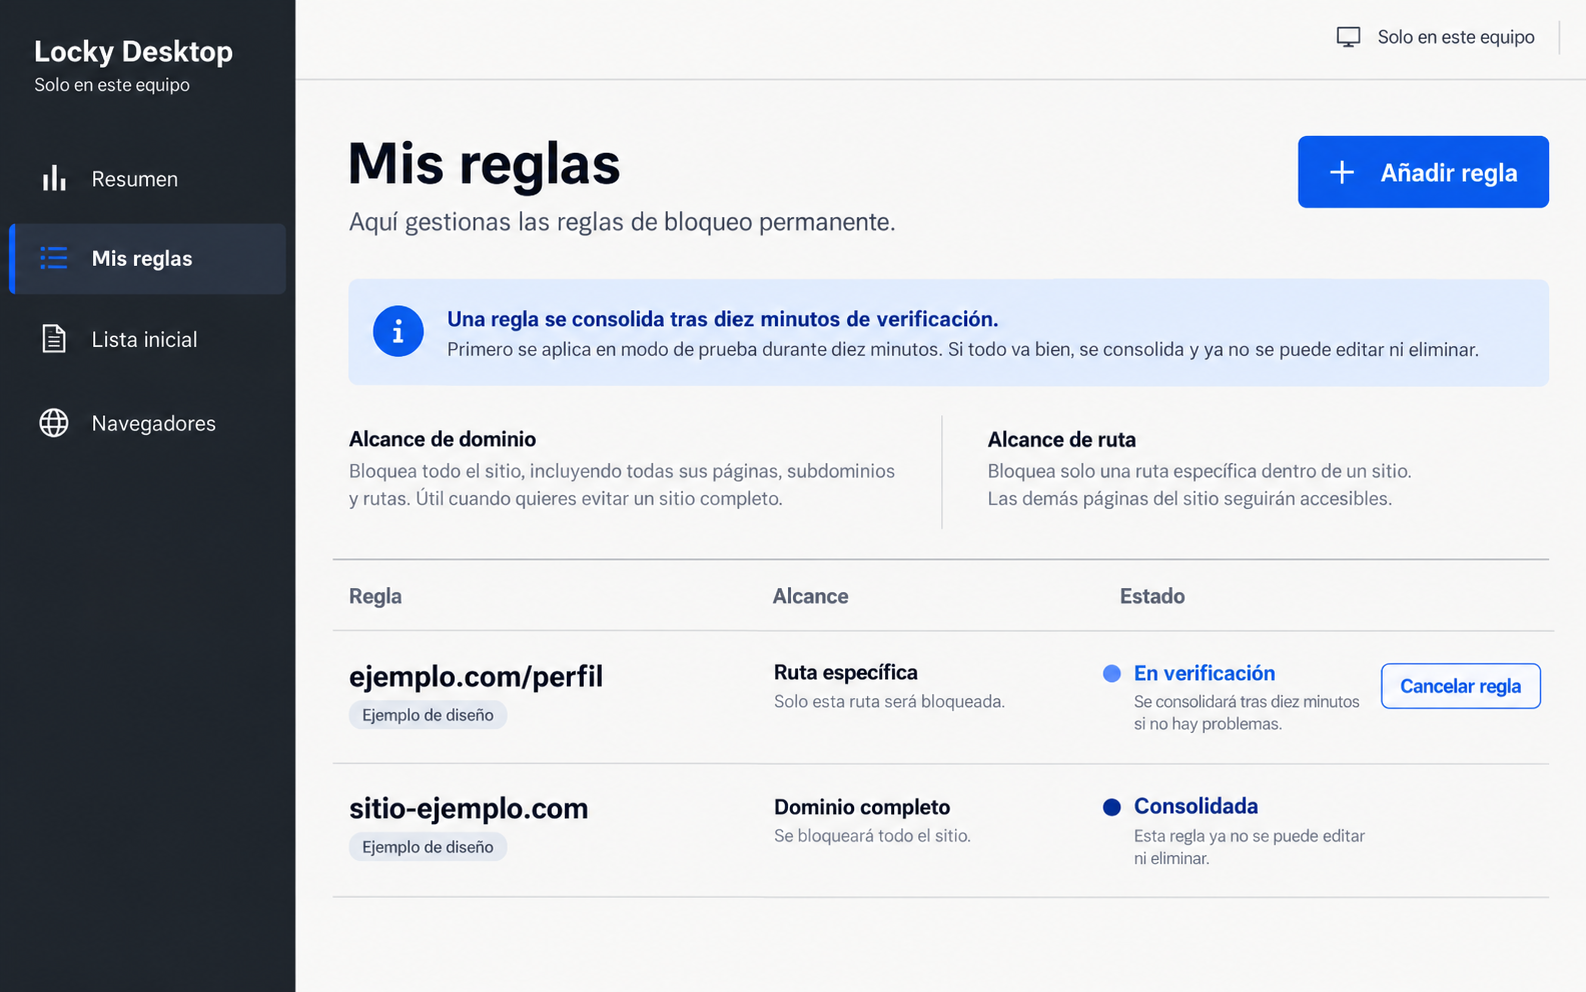 Locky Desktop
Solo en este equipo
Resumen
Mis reglas
Lista inicial
Navegadores
Solo en este equipo
Mis reglas
Aquí gestionas las reglas de bloqueo permanente.
Añadir regla
Una regla se consolida tras diez minutos de verificación.
Primero se aplica en modo de prueba durante diez minutos. Si todo va bien, se consolida y ya no se puede editar ni eliminar.
Alcance de dominio
Bloquea todo el sitio, incluyendo todas sus páginas, subdominios
y rutas. Útil cuando quieres evitar un sitio completo.
Alcance de ruta
Bloquea solo una ruta específica dentro de un sitio.
Las demás páginas del sitio seguirán accesibles.
Regla
Alcance
Estado
ejemplo.com/perfil
Ejemplo de diseño
Ruta específica
Solo esta ruta será bloqueada.
En verificación
Se consolidará tras diez minutos
si no hay problemas.
Cancelar regla
sitio-ejemplo.com
Ejemplo de diseño
Dominio completo
Se bloqueará todo el sitio.
Consolidada
Esta regla ya no se puede editar
ni eliminar.